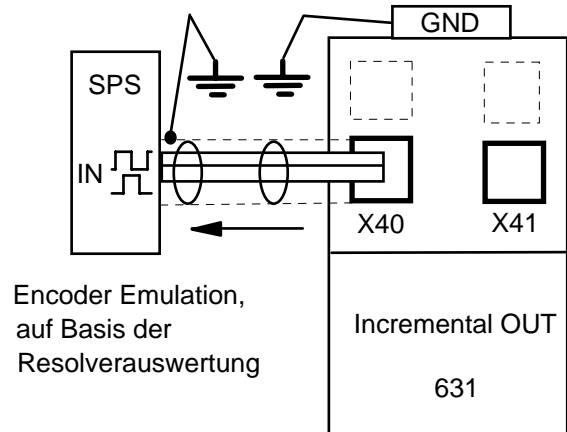 GND
SPS
IN
X40
X41
Encoder Emulation,
auf Basis der
Resolverauswertung
Incremental OUT
631